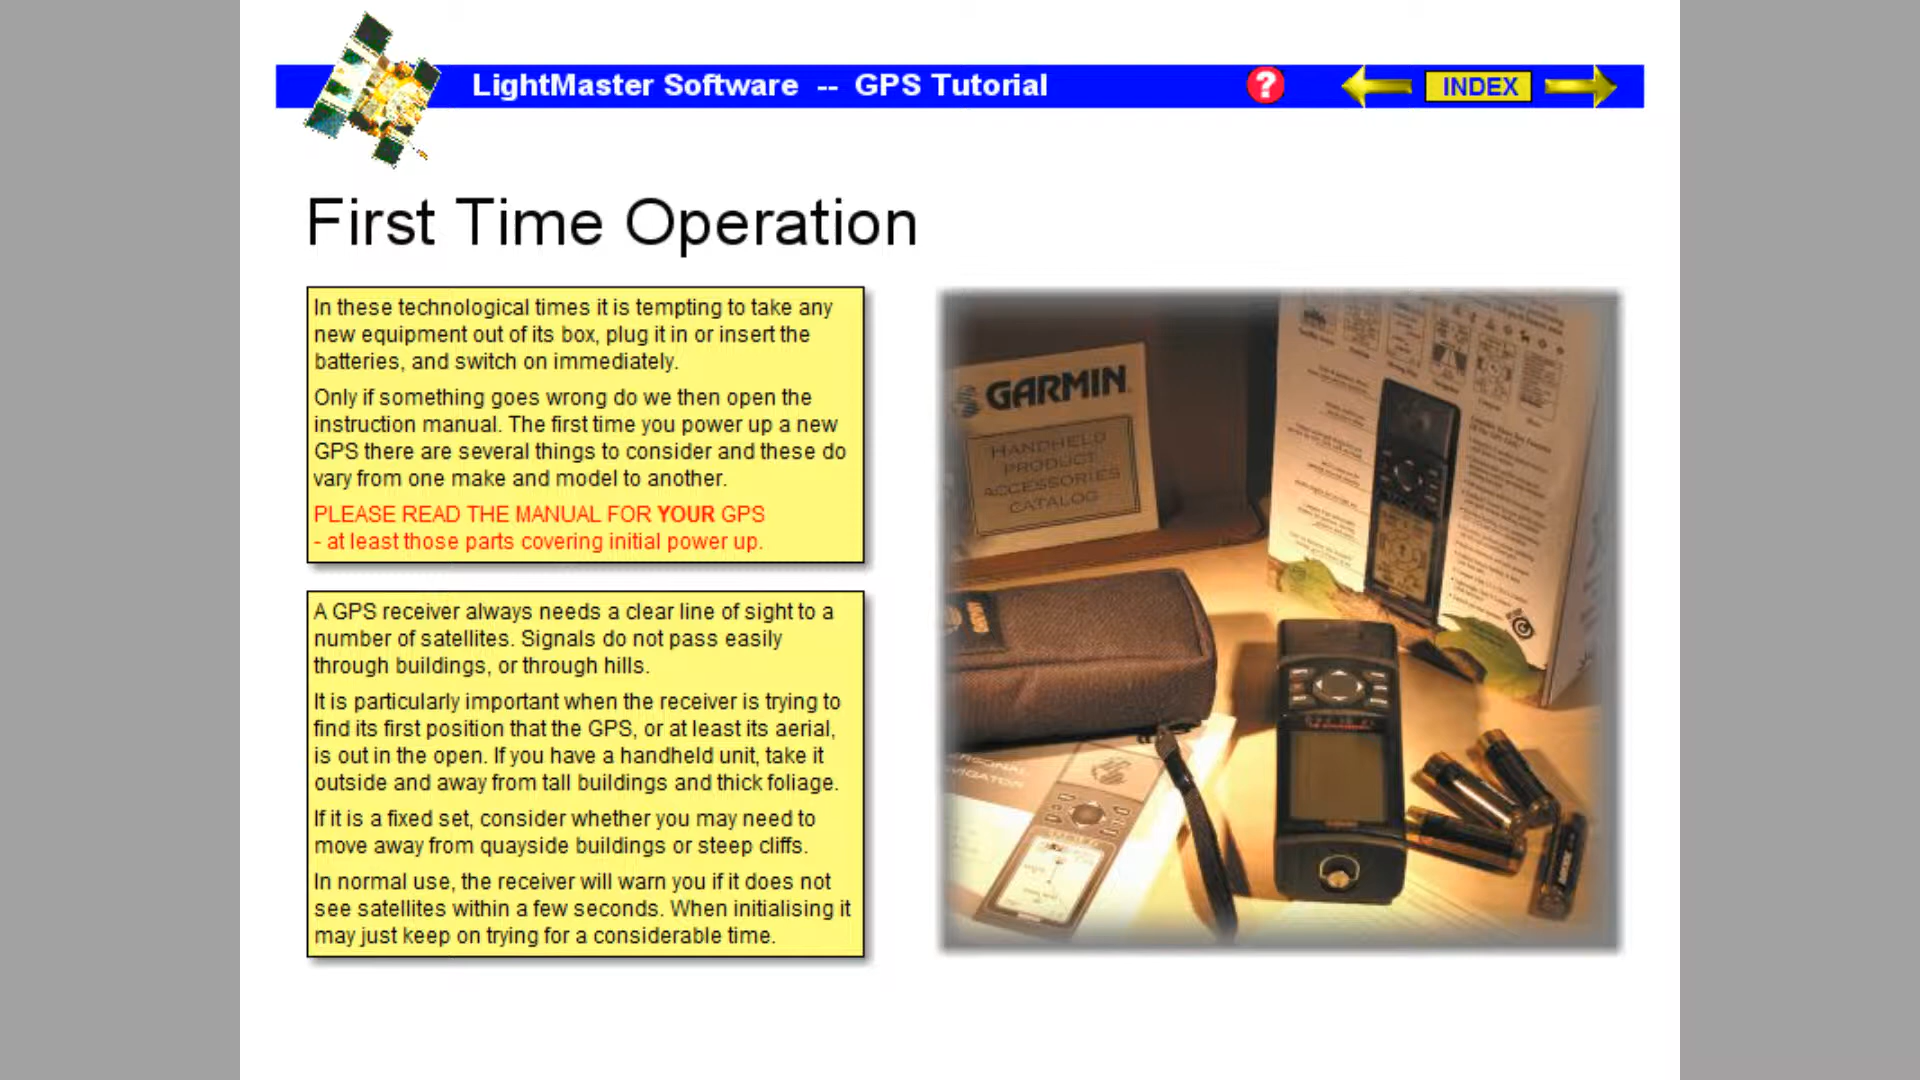 LightMaster Software -- GPS Tutorial
?
INDEX
First Time Operation
In these technological times it is tempting to take any
new equipment out of its box, plug it in or insert the
batteries, and switch on immediately.
Only if something goes wrong do we then open the
instruction manual. The first time you power up a new
GPS there are several things to consider and these do
vary from one make and model to another.
PLEASE READ THE MANUAL FOR YOUR GPS
- at least those parts covering initial power up.
A GPS receiver always needs a clear line of sight to a
number of satellites. Signals do not pass easily
through buildings, or through hills.
It is particularly important when the receiver is trying to
find its first position that the GPS, or at least its aerial,
is out in the open. If you have a handheld unit, take it
outside and away from tall buildings and thick foliage.
If it is a fixed set, consider whether you may need to
move away from quayside buildings or steep cliffs.
In normal use, the receiver will warn you if it does not
see satellites within a few seconds. When initialising it
may just keep on trying for a considerable time.
GARMIN
HANDHELD
PRODUCT
ACCESSORIES
CATALOG